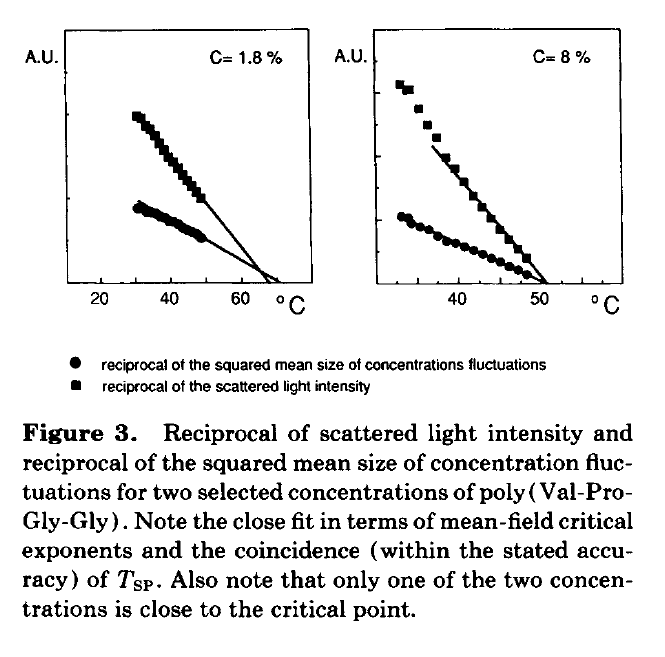 A.U.
C= 1.8 %
20 40 60 °C
A.U.
C= 8 %
40 50 °C
● reciprocal of the squared mean size of concentrations fluctuations
■ reciprocal of the scattered light intensity
Figure 3. Reciprocal of scattered light intensity and
reciprocal of the squared mean size of concentration fluc-
tuations for two selected concentrations of poly(Val-Pro-
Gly-Gly). Note the close fit in terms of mean-field critical
exponents and the coincidence (within the stated accu-
racy) of TSP. Also note that only one of the two concen-
trations is close to the critical point.